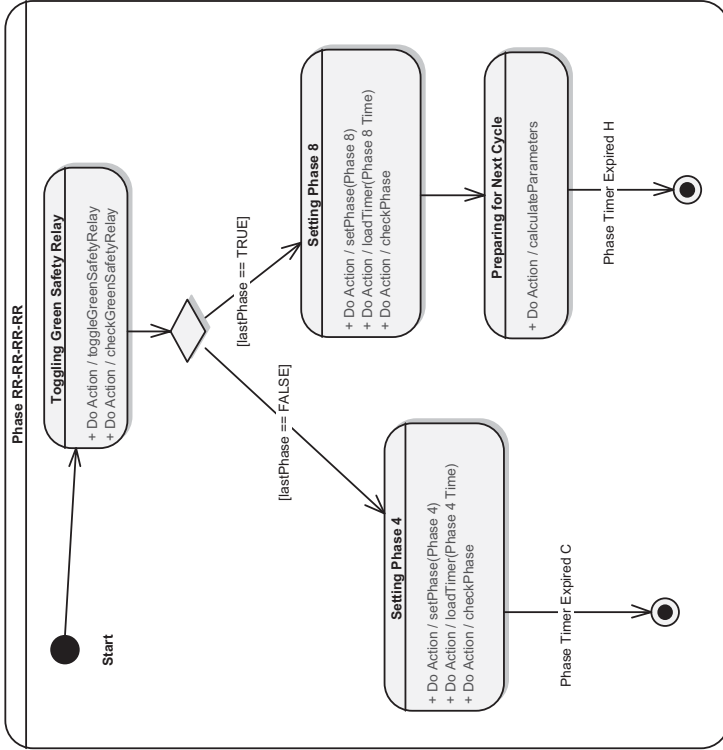 Phase RR-RR-RR-RR
Start
Toggling Green Safety Relay
+ Do Action / toggleGreenSafetyRelay
+ Do Action / checkGreenSafetyRelay
[lastPhase == FALSE]
[lastPhase == TRUE]
Setting Phase 4
+ Do Action / setPhase(Phase 4)
+ Do Action / loadTimer(Phase 4 Time)
+ Do Action / checkPhase
Phase Timer Expired C
Setting Phase 8
+ Do Action / setPhase(Phase 8)
+ Do Action / loadTimer(Phase 8 Time)
+ Do Action / checkPhase
Preparing for Next Cycle
+ Do Action / calculateParameters
Phase Timer Expired H